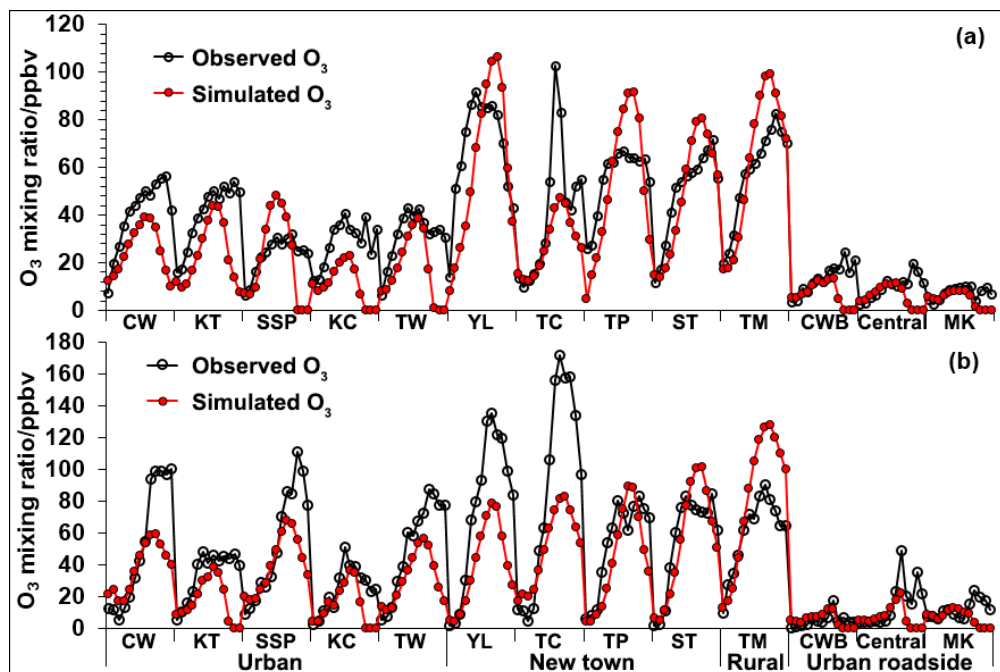 (a)
Observed O₃
Simulated O₃
O₃ mixing ratio/ppbv
120
100
80
60
40
20
0
CW KT SSP KC TW YL TC TP ST TM CWB Central MK
(b)
Observed O₃
Simulated O₃
O₃ mixing ratio/ppbv
180
160
140
120
100
80
60
40
20
0
CW KT SSP KC TW YL TC TP ST TM CWB Central MK
Urban New town Rural Urban roadside